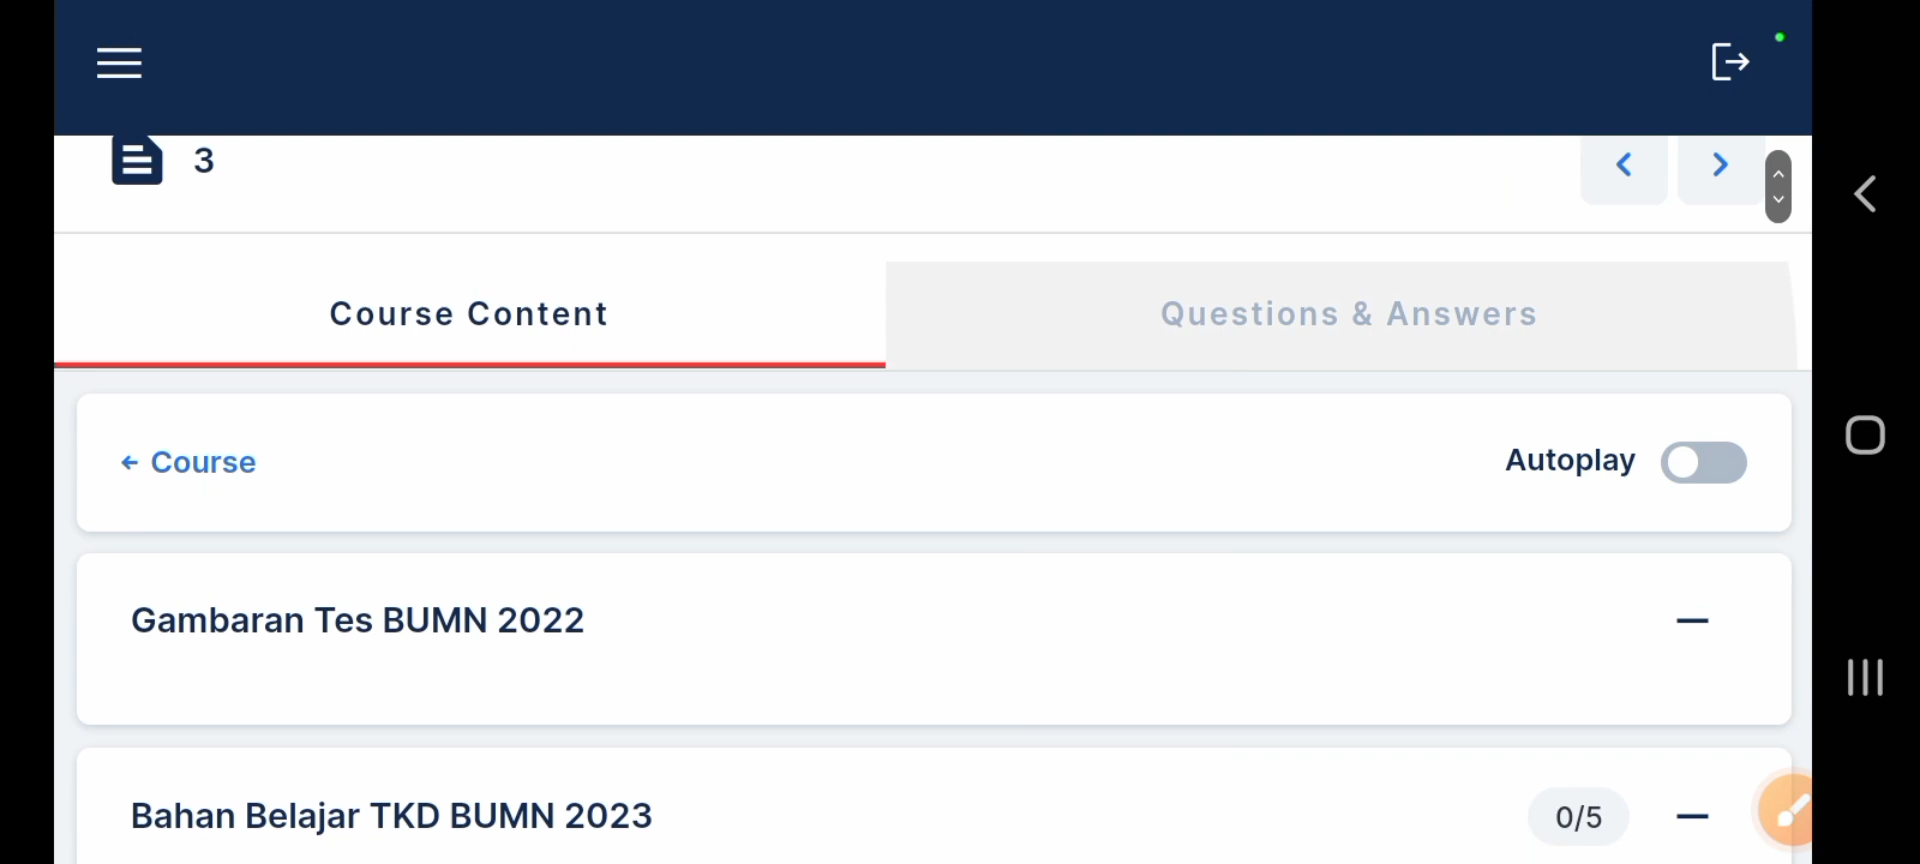 3
Course Content
Questions & Answers
← Course
Autoplay
Gambaran Tes BUMN 2022
Bahan Belajar TKD BUMN 2023
0/5